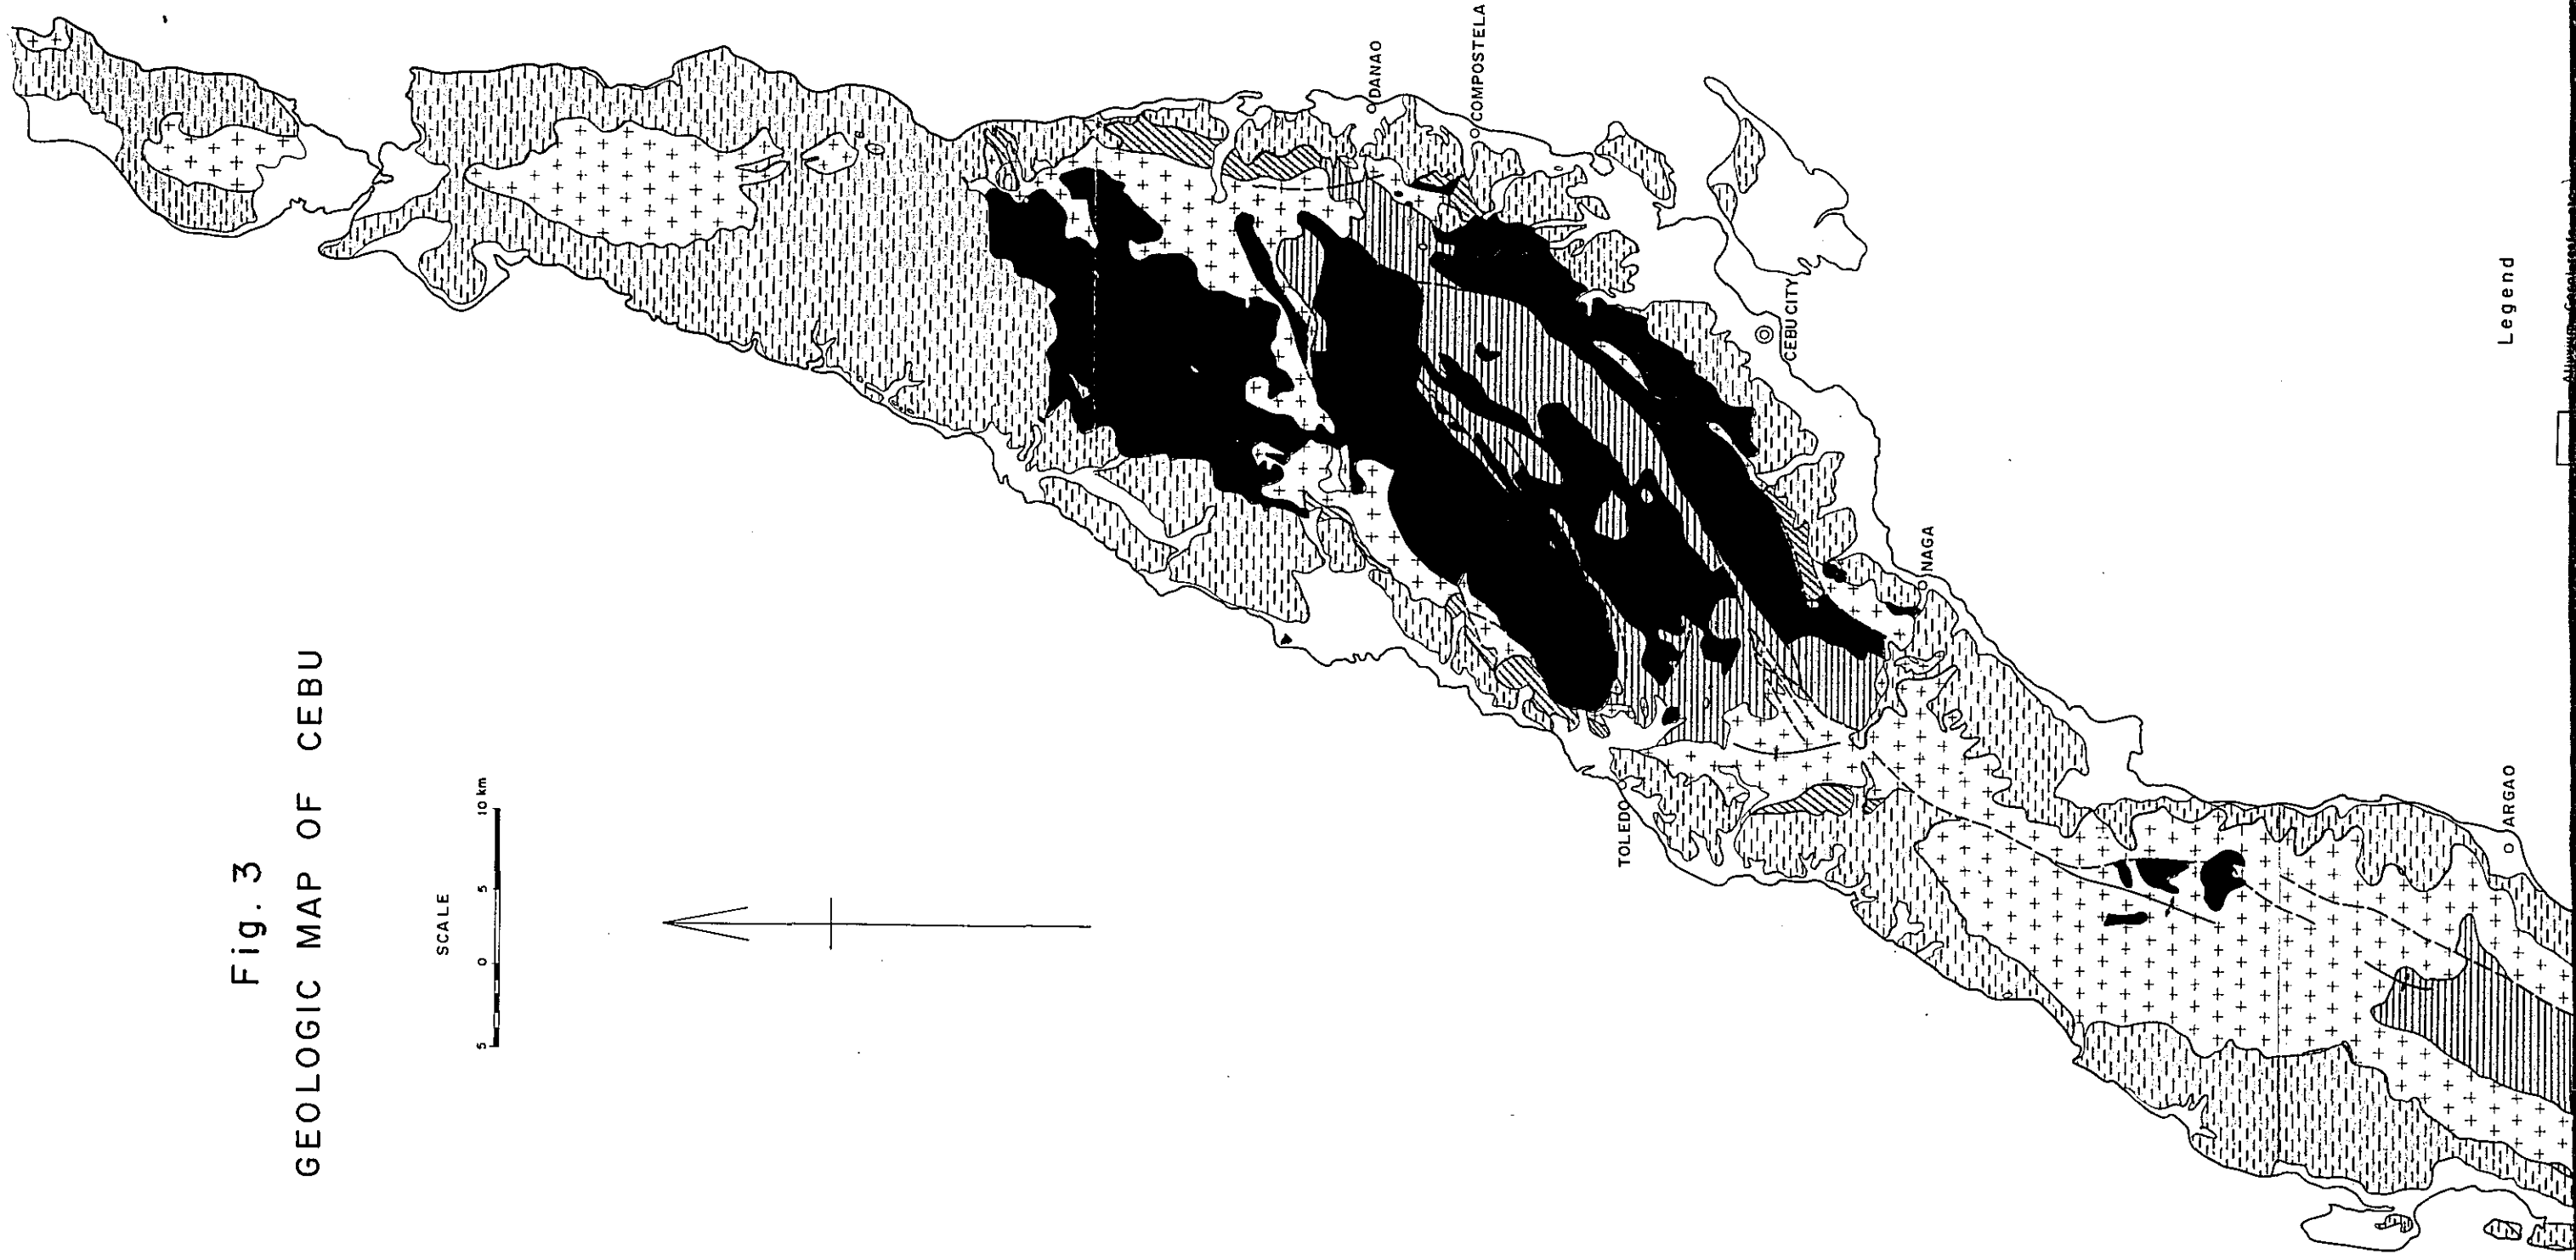 Fig. 3
GEOLOGIC MAP OF CEBU
SCALE
5 0 5 10 km
DANAO
COMPOSTELA
CEBU CITY
NAGA
TOLEDO
ARGAO
Legend